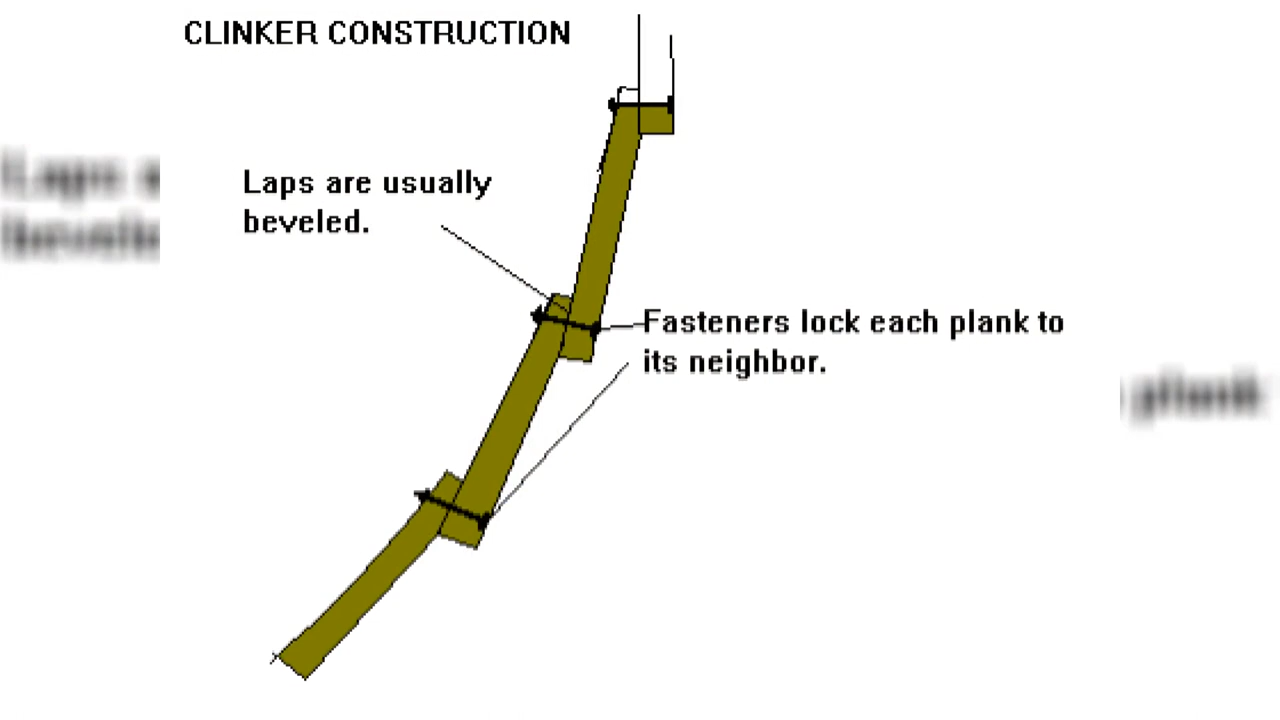 CLINKER CONSTRUCTION
Laps are usually
beveled.
Fasteners lock each plank to
its neighbor.